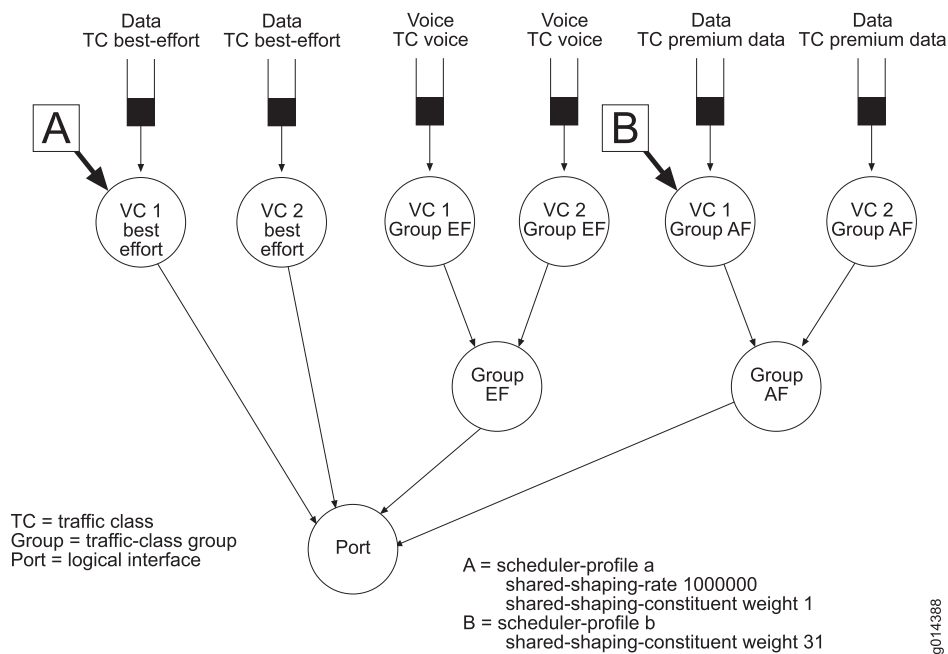 Data
TC best-effort
Data
TC best-effort
Voice
TC voice
Voice
TC voice
Data
TC premium data
Data
TC premium data
A
B
VC 1
best
effort
VC 2
best
effort
VC 1
Group EF
VC 2
Group EF
VC 1
Group AF
VC 2
Group AF
Group
EF
Group
AF
Port
TC = traffic class
Group = traffic-class group
Port = logical interface
A = scheduler-profile a
shared-shaping-rate 1000000
shared-shaping-constituent weight 1
B = scheduler-profile b
shared-shaping-constituent weight 31
g014388